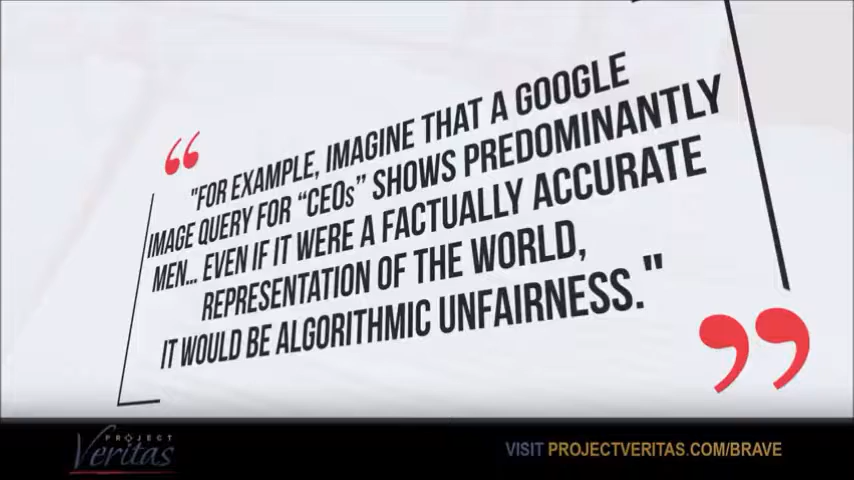 “
"FOR EXAMPLE, IMAGINE THAT A GOOGLE
IMAGE QUERY FOR “CEOs” SHOWS PREDOMINANTLY
MEN... EVEN IF IT WERE A FACTUALLY ACCURATE
REPRESENTATION OF THE WORLD,
IT WOULD BE ALGORITHMIC UNFAIRNESS."
”
PROJECT
Veritas
VISIT PROJECTVERITAS.COM/BRAVE